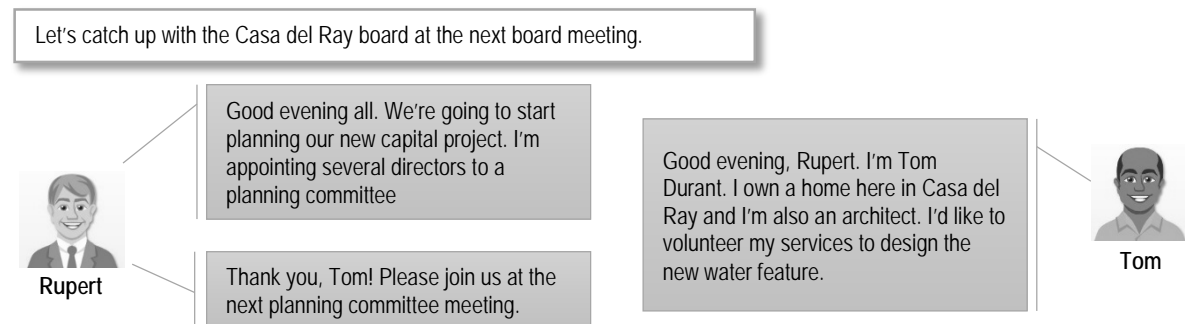 Let's catch up with the Casa del Ray board at the next board meeting.
Good evening all. We're going to start
planning our new capital project. I'm
appointing several directors to a
planning committee
Rupert
Good evening, Rupert. I'm Tom
Durant. I own a home here in Casa del
Ray and I'm also an architect. I'd like to
volunteer my services to design the
new water feature.
Tom
Thank you, Tom! Please join us at the
next planning committee meeting.